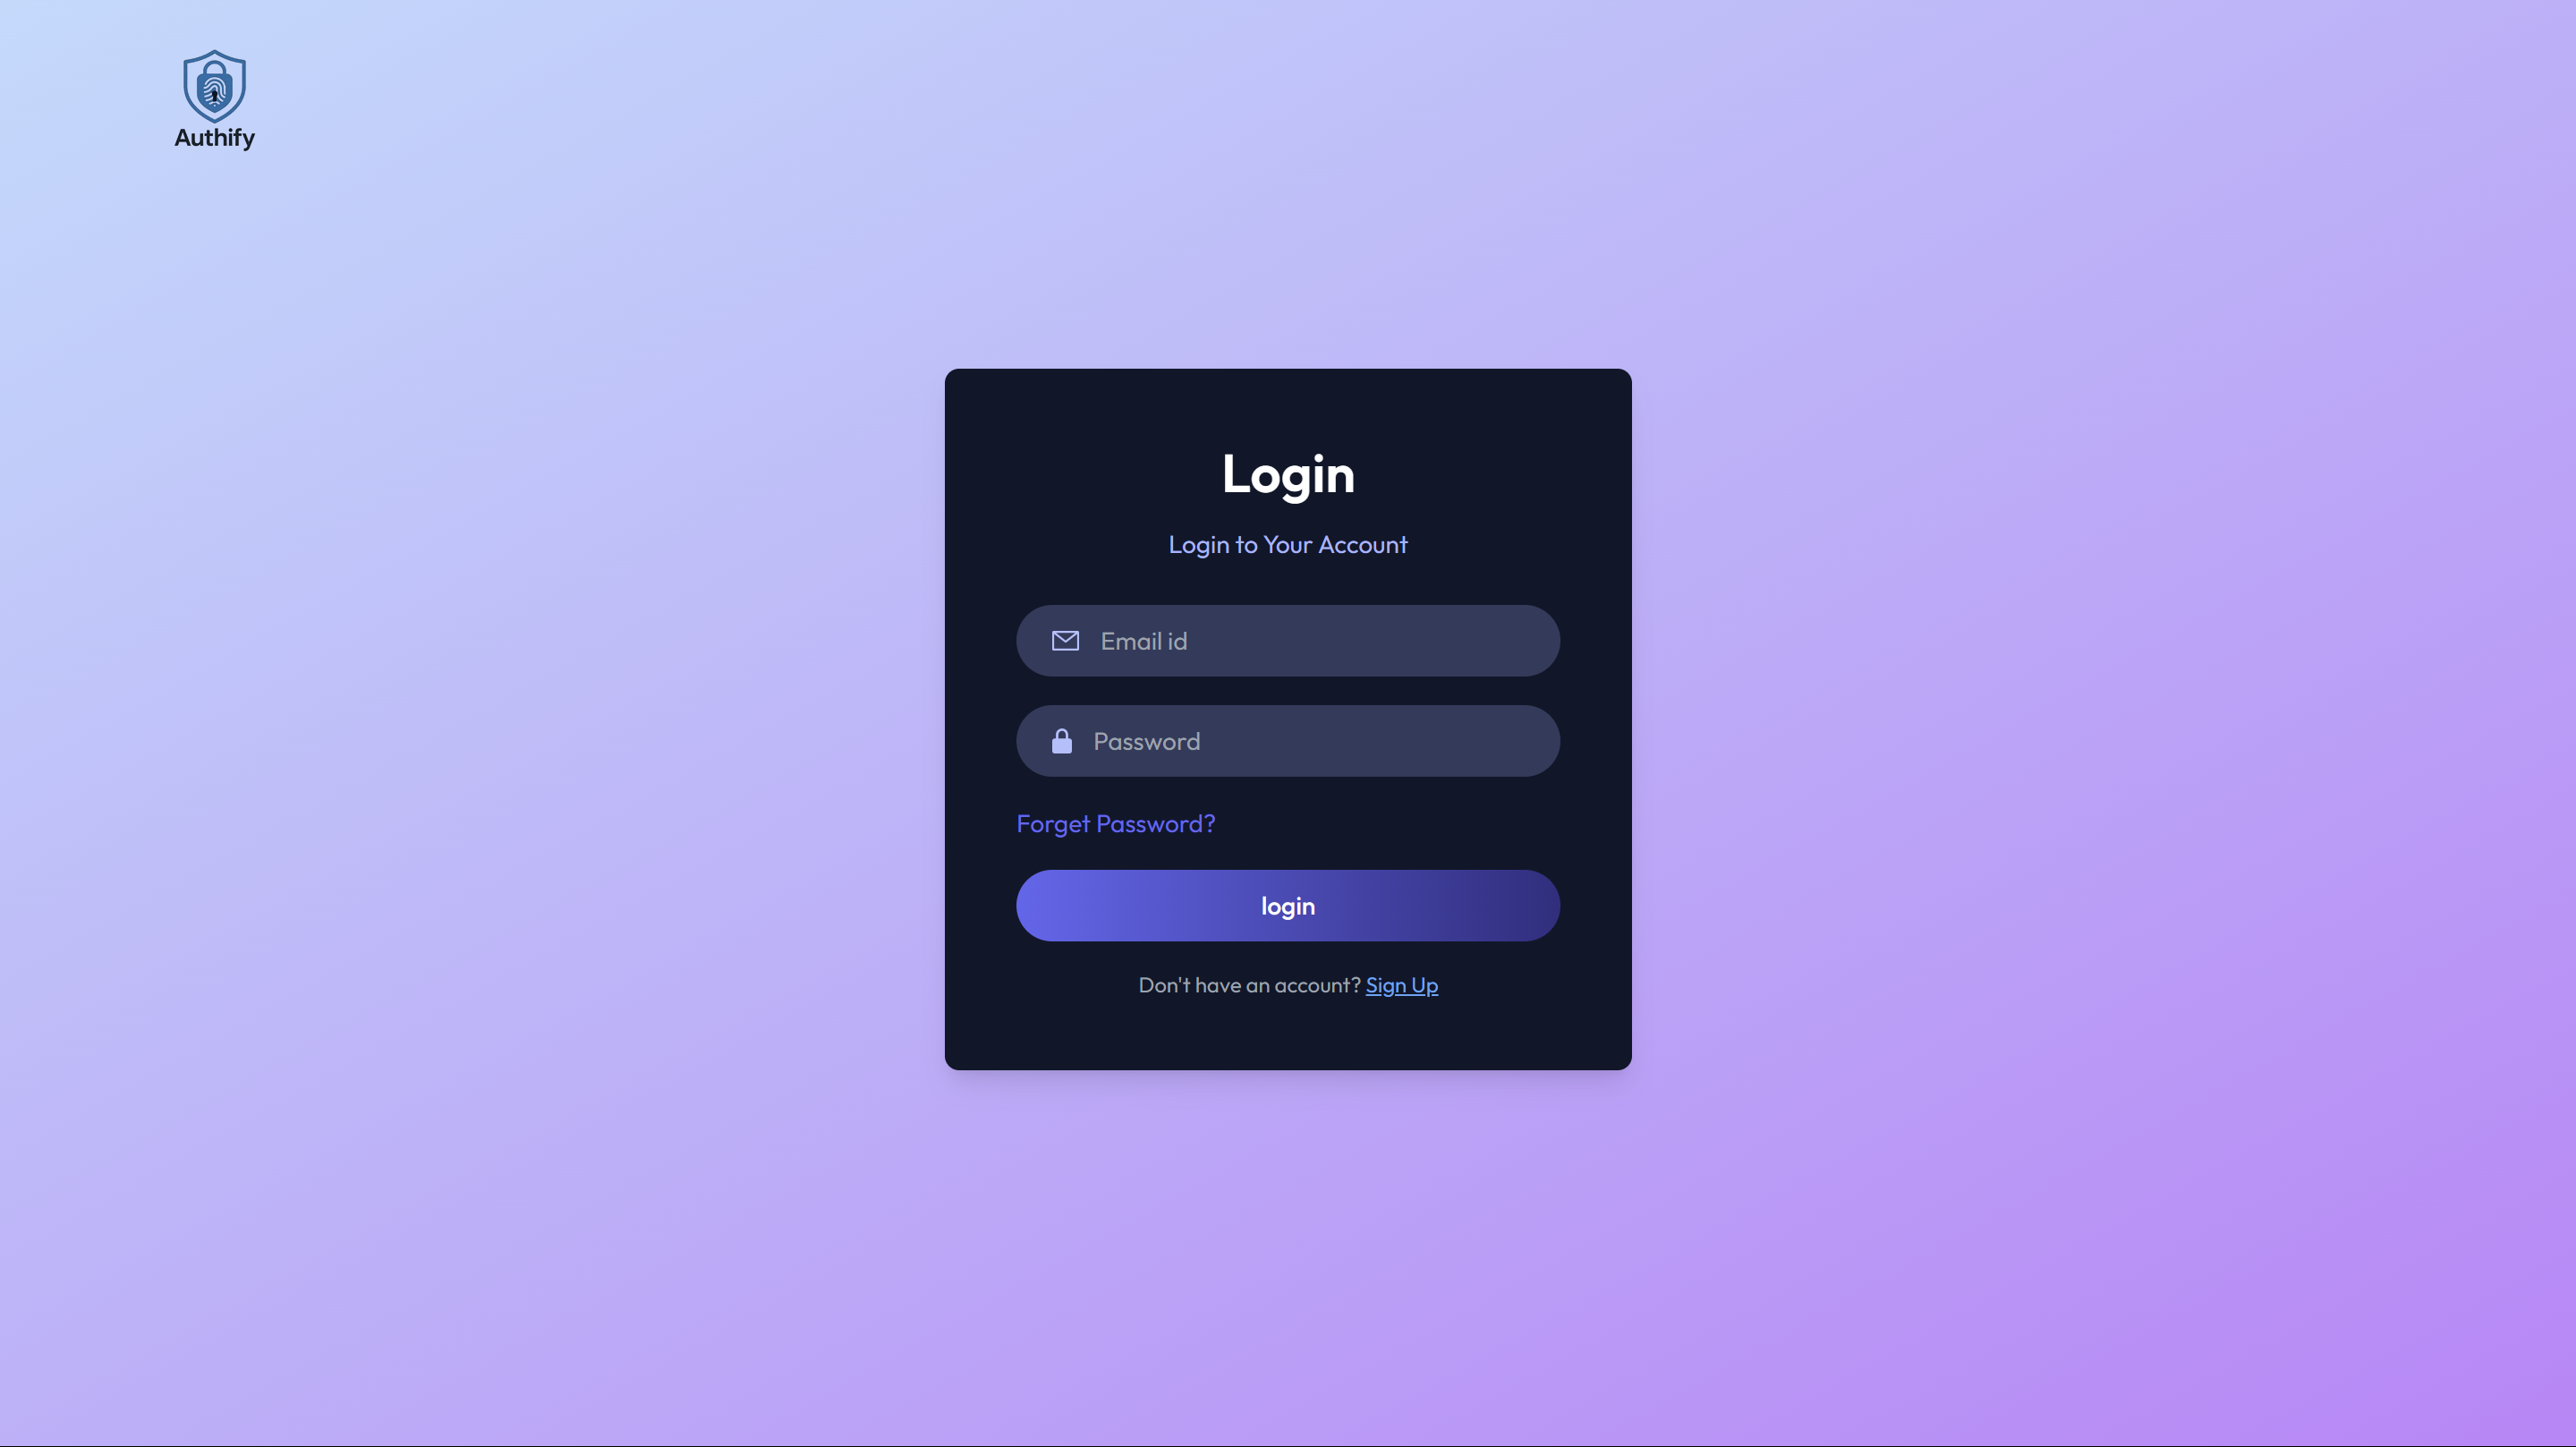 Authify
Login
Login to Your Account
Email id
Password
Forget Password?
login
Don't have an account? Sign Up